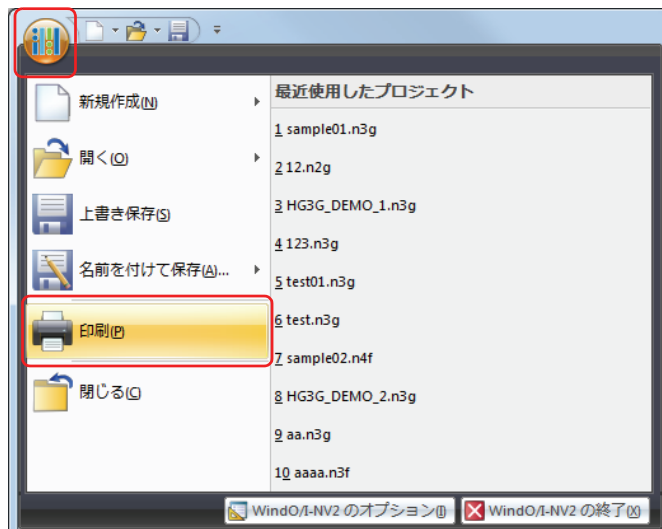 新規作成(N)
開く(O)
上書き保存(S)
名前を付けて保存(A)...
印刷(P)
閉じる(C)
最近使用したプロジェクト
1 sample01.n3g
2 12.n2g
3 HG3G_DEMO_1.n3g
4 123.n3g
5 test01.n3g
6 test.n3g
7 sample02.n4f
8 HG3G_DEMO_2.n3g
9 aa.n3g
10 aaaa.n3f
WindO/I-NV2 のオプション(I) WindO/I-NV2 の終了(X)